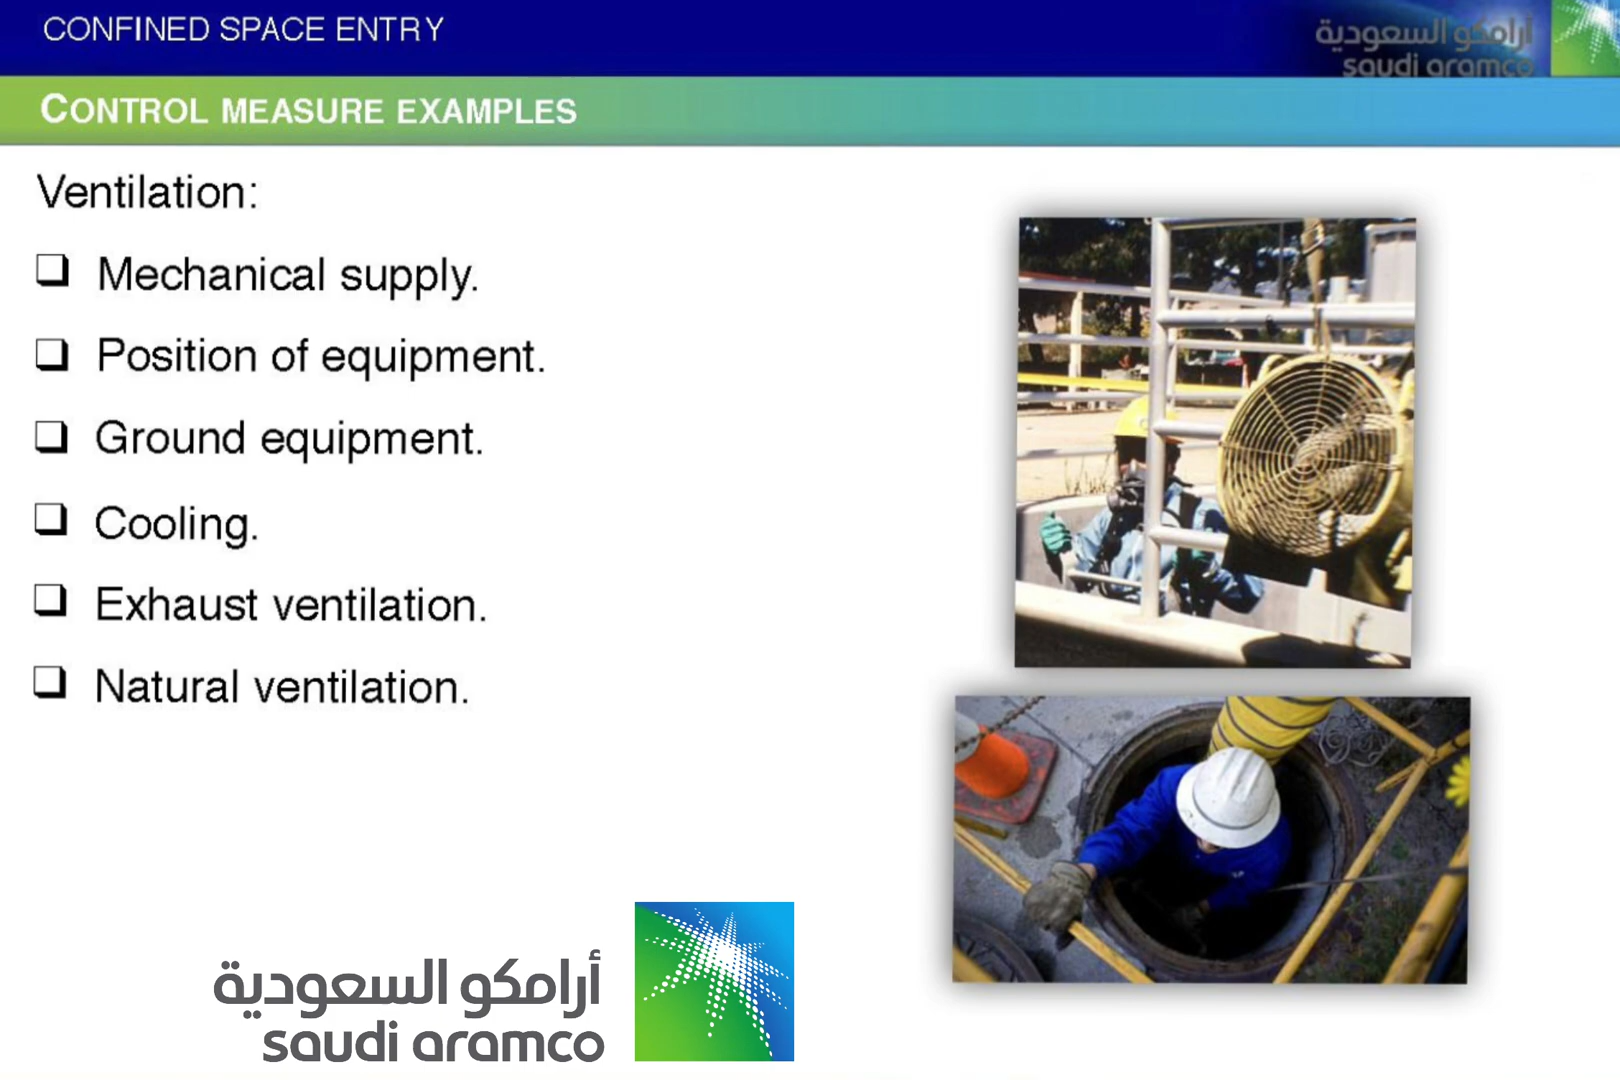 CONFINED SPACE ENTRY
أرامكو السعودية
saudi aramco
CONTROL MEASURE EXAMPLES
Ventilation:
Mechanical supply.
Position of equipment.
Ground equipment.
Cooling.
Exhaust ventilation.
Natural ventilation.
أرامكو السعودية
saudi aramco